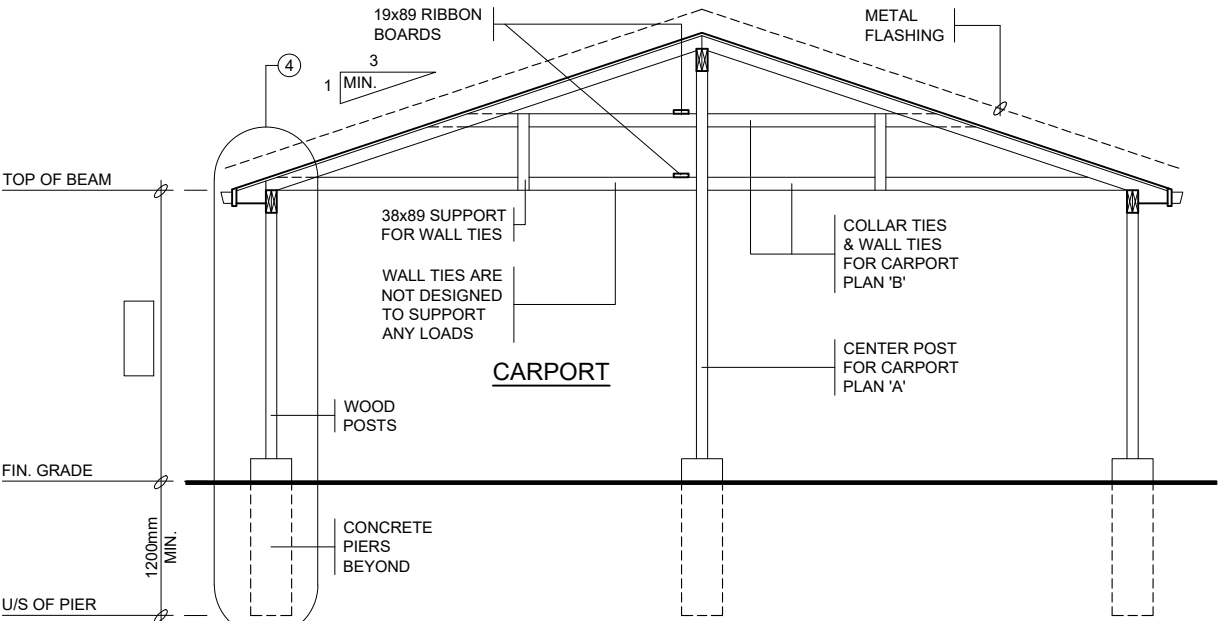 19x89 RIBBON
BOARDS
METAL
FLASHING
4
3
1
MIN.
TOP OF BEAM
38x89 SUPPORT
FOR WALL TIES
COLLAR TIES
& WALL TIES
FOR CARPORT
PLAN 'B'
WALL TIES ARE
NOT DESIGNED
TO SUPPORT
ANY LOADS
CARPORT
CENTER POST
FOR CARPORT
PLAN 'A'
WOOD
POSTS
FIN. GRADE
1200mm
MIN.
CONCRETE
PIERS
BEYOND
U/S OF PIER